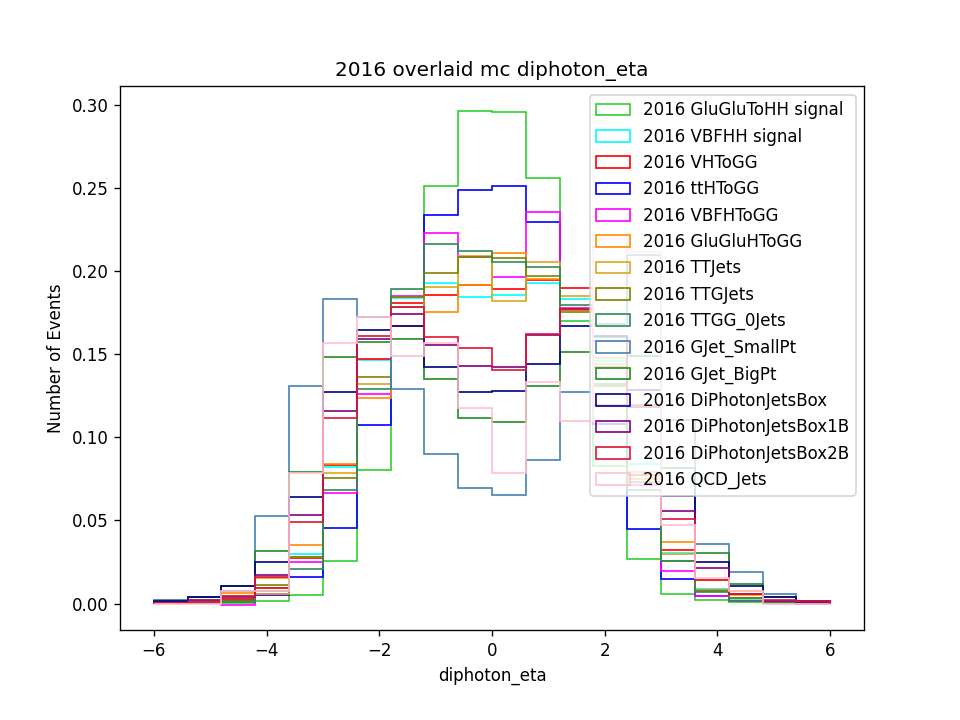 2016 overlaid mc diphoton_eta
Number of Events
0.30
0.25
0.20
0.15
0.10
0.05
0.00
−6
−4
−2
0
2
4
6
diphoton_eta
2016 GluGluToHH signal
2016 VBFHH signal
2016 VHToGG
2016 ttHToGG
2016 VBFHToGG
2016 GluGluHToGG
2016 TTJets
2016 TTGJets
2016 TTGG_0Jets
2016 GJet_SmallPt
2016 GJet_BigPt
2016 DiPhotonJetsBox
2016 DiPhotonJetsBox1B
2016 DiPhotonJetsBox2B
2016 QCD_Jets